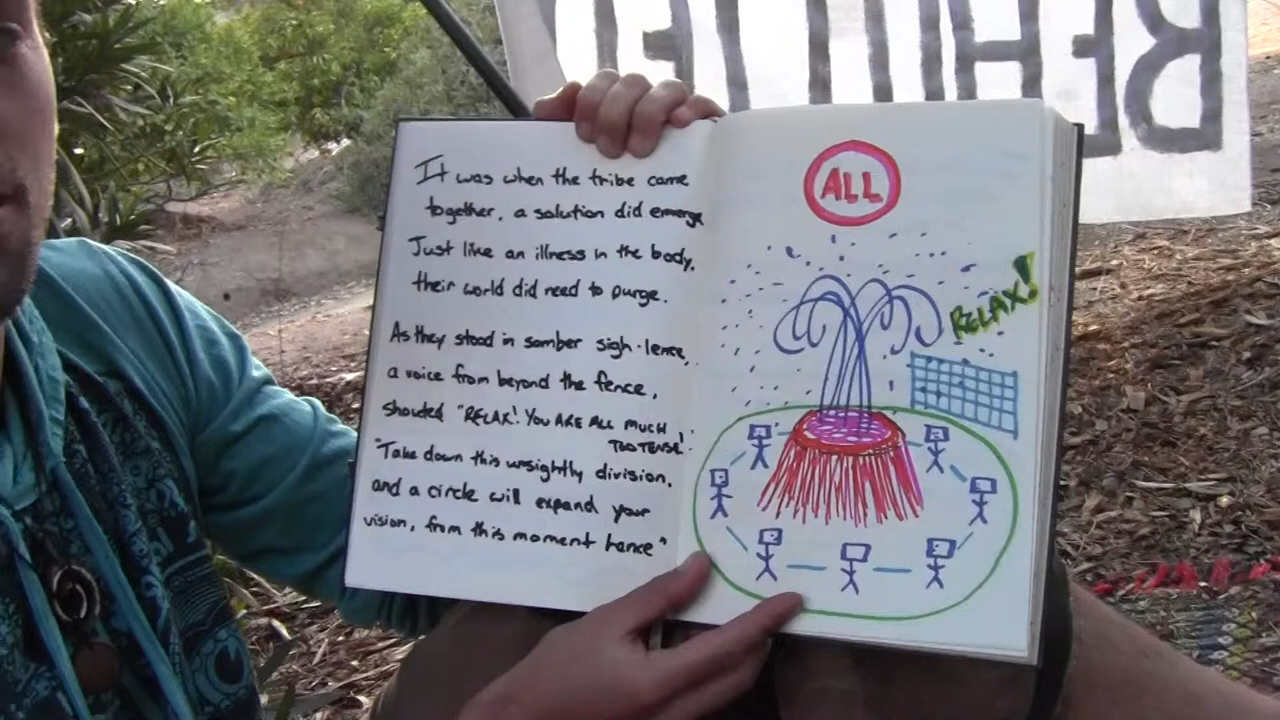 It was when the tribe came
together, a solution did emerge
Just like an illness in the body,
their world did need to purge.
As they stood in somber sigh-lence,
a voice from beyond the fence,
shouted "RELAX! YOU ARE ALL MUCH
TOO TENSE!"
"Take down this unsightly division,
and a circle will expand your
vision, from this moment hence"
ALL
RELAX!